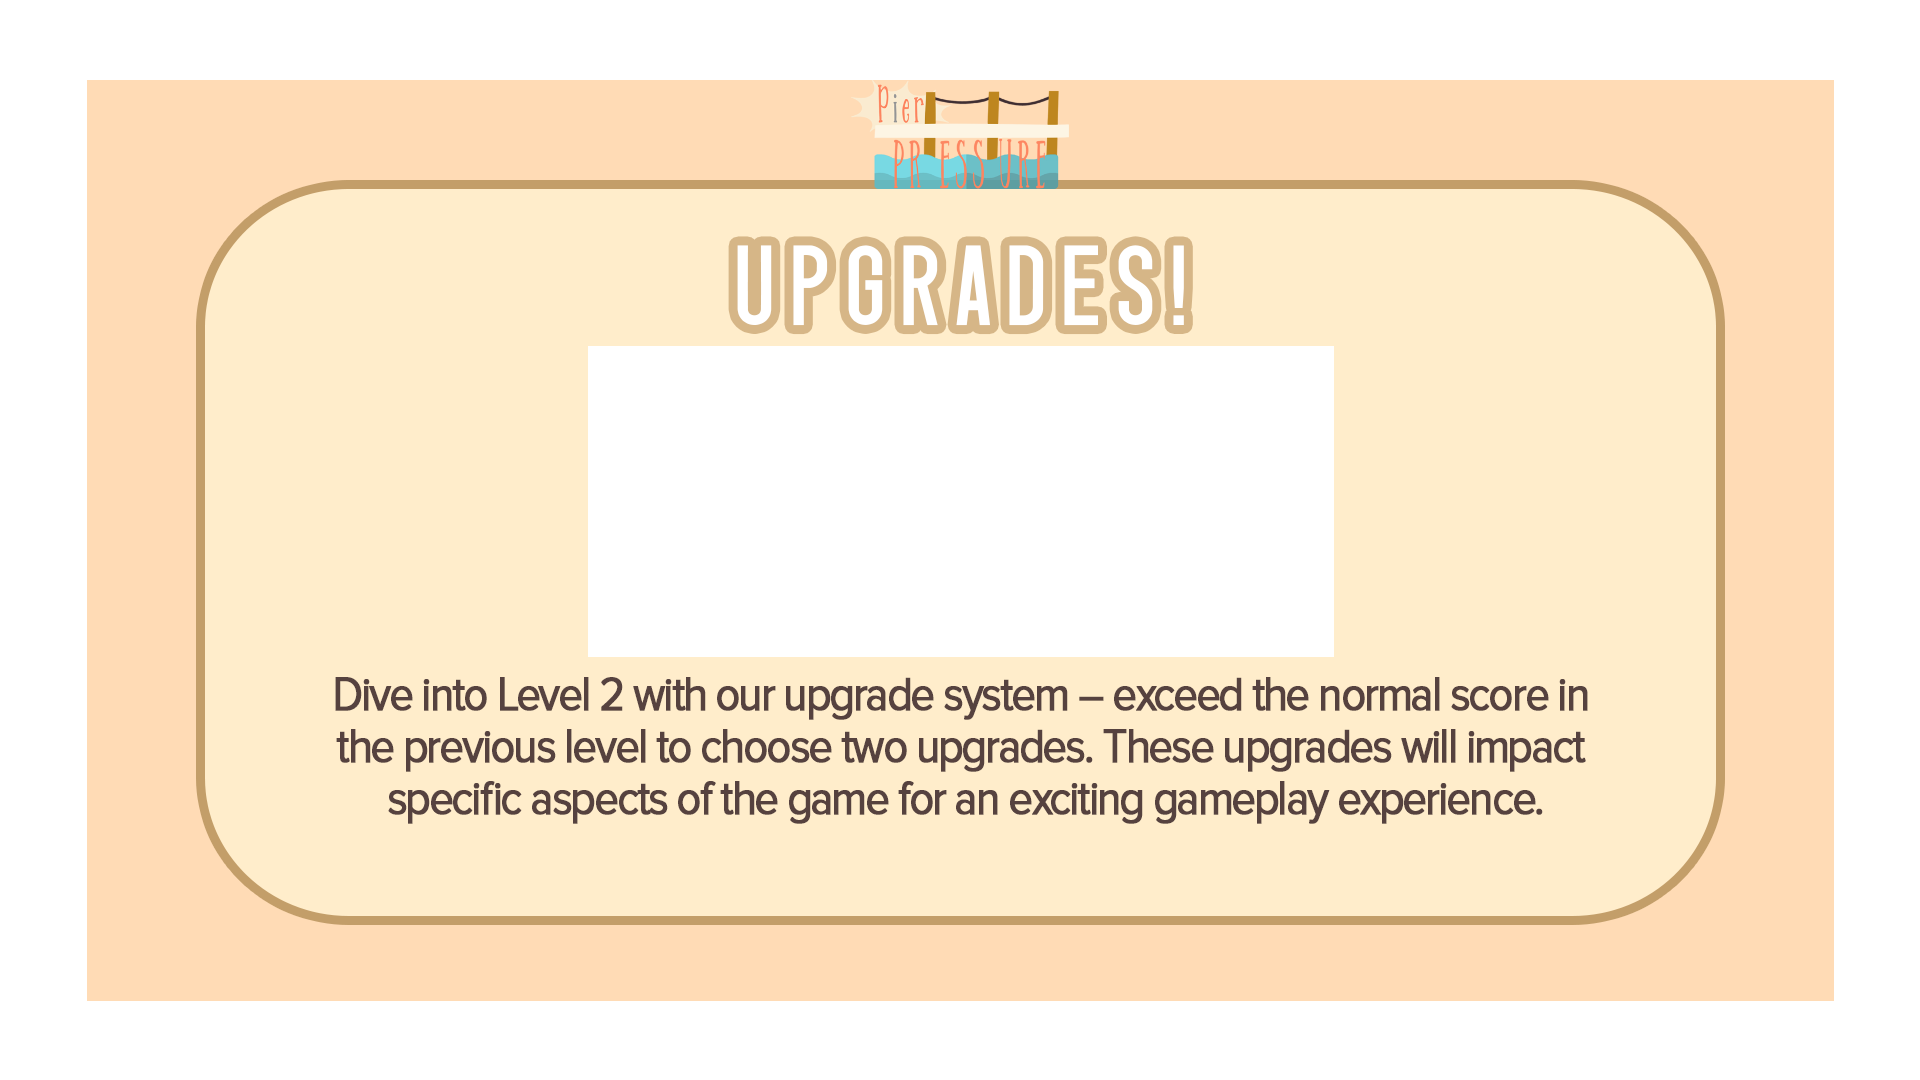 Pier
PRESSURE
UPGRADES!
Dive into Level 2 with our upgrade system – exceed the normal score in
the previous level to choose two upgrades. These upgrades will impact
specific aspects of the game for an exciting gameplay experience.